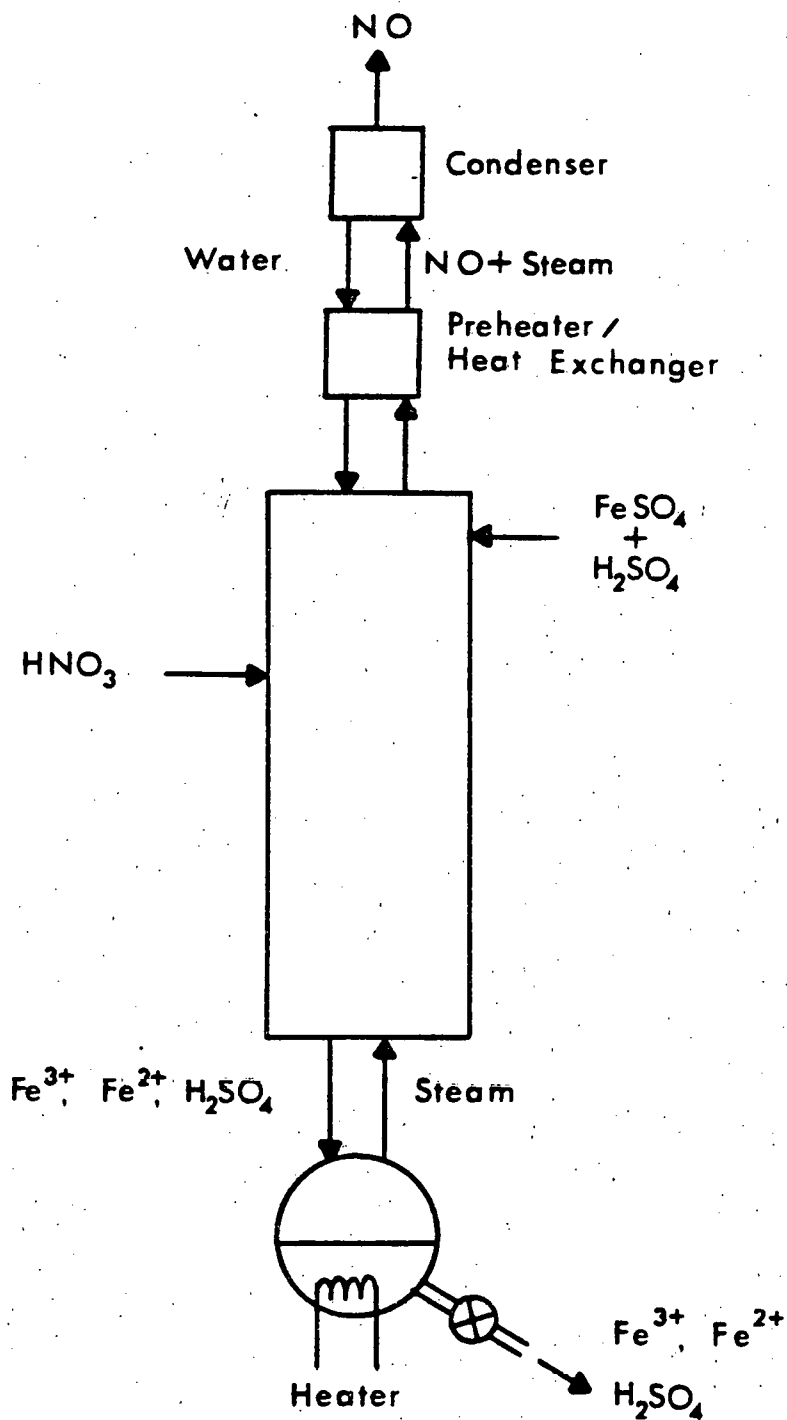 NO
Condenser
Water
NO+ Steam
Preheater /
Heat Exchanger
FeSO₄
+
H₂SO₄
HNO₃
Fe³⁺, Fe²⁺, H₂SO₄
Steam
Fe³⁺, Fe²⁺
H₂SO₄
Heater